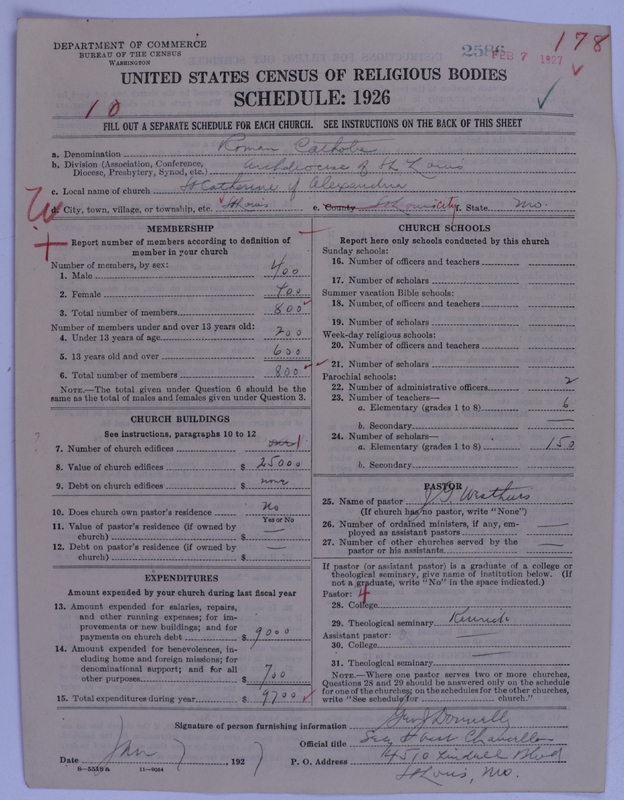 DEPARTMENT OF COMMERCE
BUREAU OF THE CENSUS
WASHINGTON
2586
FEB 7 1927
178
UNITED STATES CENSUS OF RELIGIOUS BODIES
SCHEDULE: 1926
10
FILL OUT A SEPARATE SCHEDULE FOR EACH CHURCH. SEE INSTRUCTIONS ON THE BACK OF THIS SHEET
a. Denomination Roman Catholic
b. Division (Association, Conference, Diocese, Presbytery, Synod, etc.) Archdiocese of St Louis
c. Local name of church St Catherine of Alexandria
d. City, town, village, or township, etc. St Louis e. County St Louis City f. State Mo.
MEMBERSHIP
Report number of members according to definition of
member in your church
Number of members, by sex:
1. Male 400
2. Female 400
3. Total number of members 800
Number of members under and over 13 years old:
4. Under 13 years of age 200
5. 13 years old and over 600
6. Total number of members 800
NOTE.—The total given under Question 6 should be the
same as the total of males and females given under Question 3.
CHURCH BUILDINGS
See instructions, paragraphs 10 to 12
7. Number of church edifices 1
8. Value of church edifices $ 25000
9. Debt on church edifices $ none
10. Does church own pastor's residence No
Yes or No
11. Value of pastor's residence (if owned by
church) $ —
12. Debt on pastor's residence (if owned by
church) $ —
EXPENDITURES
Amount expended by your church during last fiscal year
13. Amount expended for salaries, repairs,
and other running expenses; for im-
provements or new buildings; and for
payments on church debt $ 9000
14. Amount expended for benevolences, in-
cluding home and foreign missions; for
denominational support; and for all
other purposes $ 700
15. Total expenditures during year $ 9700
CHURCH SCHOOLS
Report here only schools conducted by this church
Sunday schools:
16. Number of officers and teachers
17. Number of scholars
Summer vacation Bible schools:
18. Number of officers and teachers
19. Number of scholars
Week-day religious schools:
20. Number of officers and teachers
21. Number of scholars
Parochial schools:
22. Number of administrative officers 2
23. Number of teachers—
a. Elementary (grades 1 to 8) 6
b. Secondary —
24. Number of scholars—
a. Elementary (grades 1 to 8) 150
b. Secondary
PASTOR
25. Name of pastor
(If church has no pastor, write "None")
26. Number of ordained ministers, if any, em-
ployed as assistant pastors —
27. Number of other churches served by the
pastor or his assistants —
If pastor (or assistant pastor) is a graduate of a college or
theological seminary, give name of institution below. (If
not a graduate, write "No" in the space indicated.)
Pastor: 4
28. College
29. Theological seminary Kenrick
Assistant pastor: —
30. College —
31. Theological seminary
NOTE.—Where one pastor serves two or more churches,
Questions 28 and 29 should be answered only on the schedule
for one of the churches; on the schedules for the other churches,
write "See schedule for church."
Signature of person furnishing information Geo J Donnelly
Official title Secy & Vice Chancellor
Date Jan 7, 1927 P. O. Address 4510 Lindell Blvd
St Louis, Mo.
8—5518a 11—9264